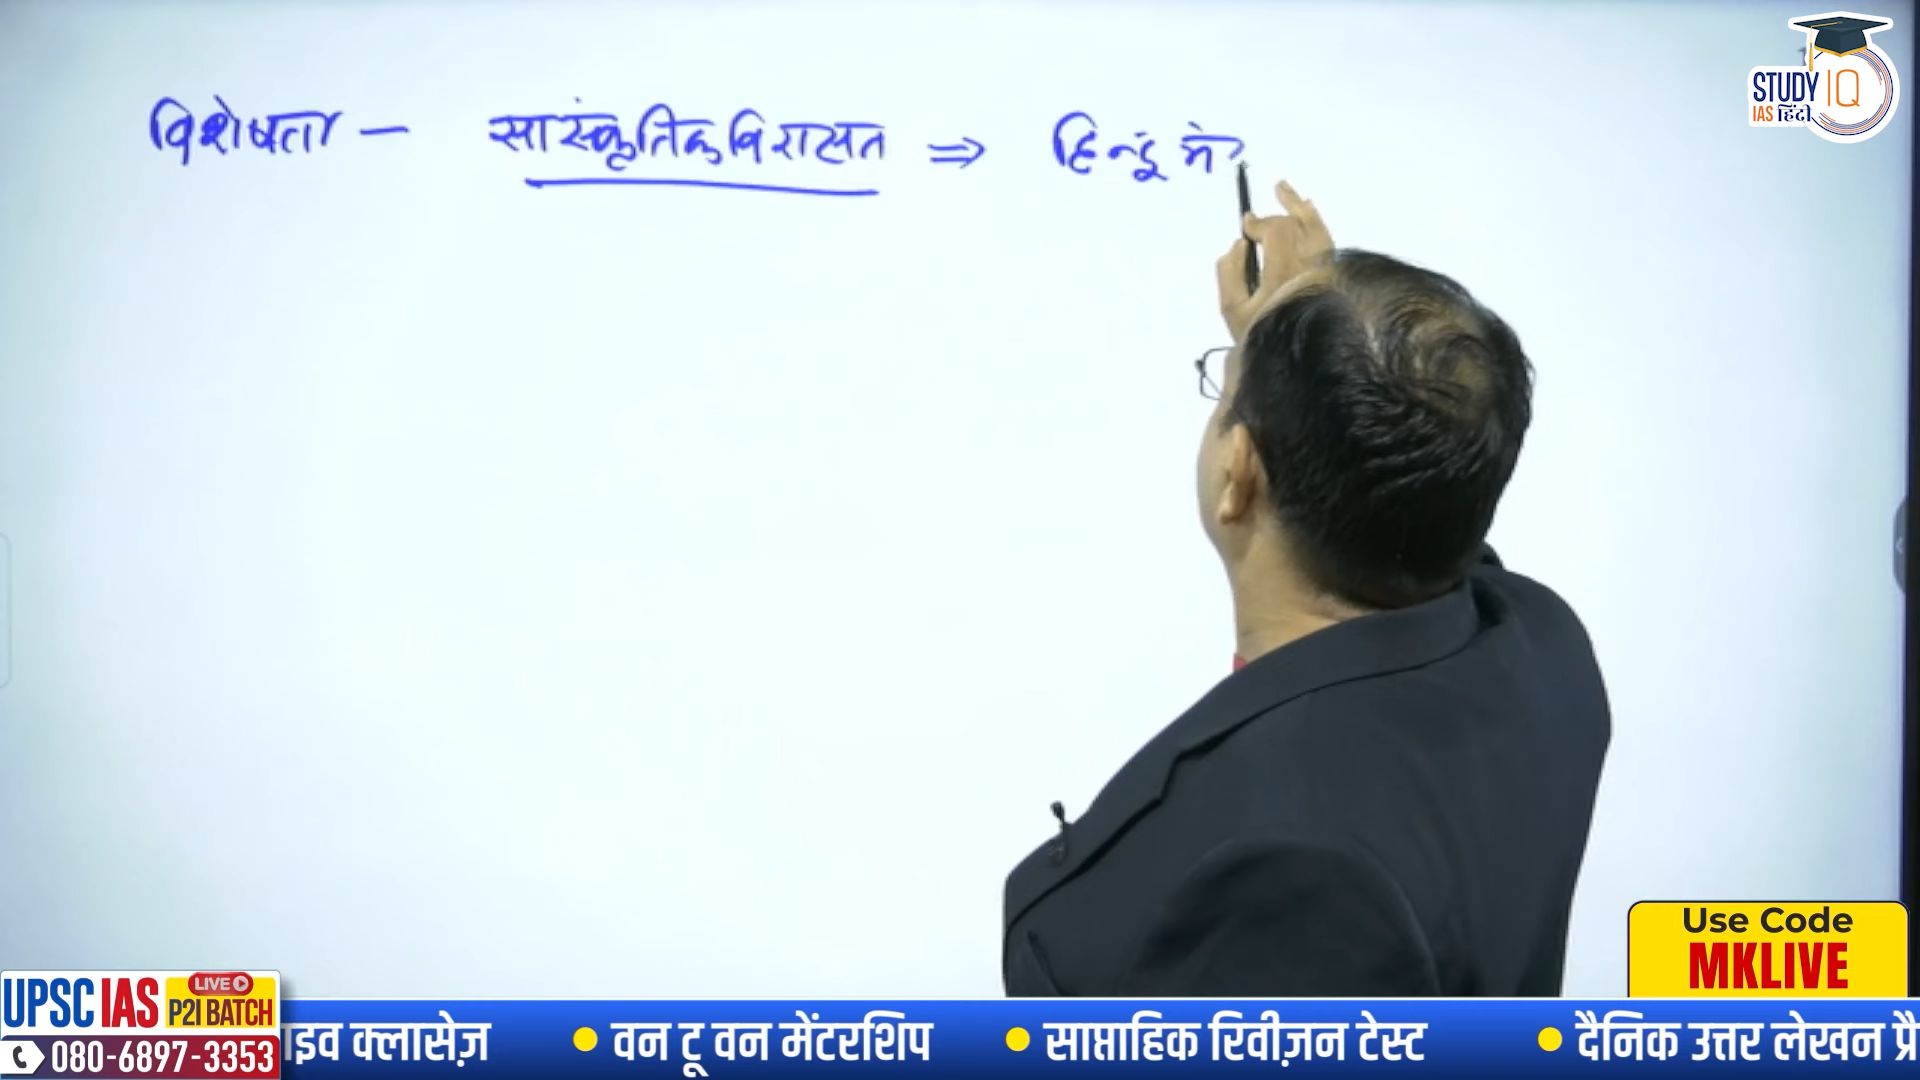 विशेषता - सांस्कृतिक विरासत ⇒ हिन्दू में
STUDY IQ
IAS हिंदी
Use Code
MKLIVE
UPSC IAS LIVE P2I BATCH
080-6897-3353
ाइव क्लासेज़ • वन टू वन मेंटरशिप • साप्ताहिक रिवीज़न टेस्ट • दैनिक उत्तर लेखन प्रै